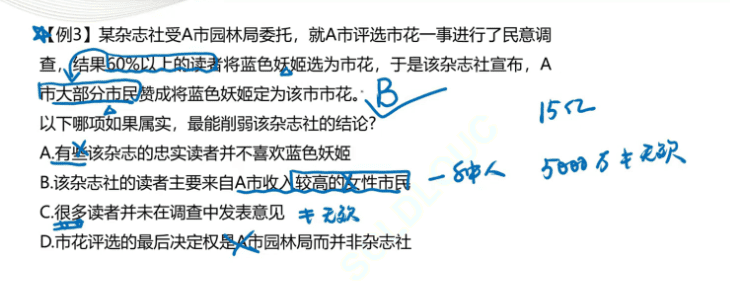 【例3】某杂志社受A市园林局委托，就A市评选市花一事进行了民意调
查，结果60%以上的读者将蓝色妖姬选为市花，于是该杂志社宣布，A
市大部分市民赞成将蓝色妖姬定为该市市花。
B
以下哪项如果属实，最能削弱该杂志社的结论?
15亿
A.有些该杂志的忠实读者并不喜欢蓝色妖姬
B.该杂志社的读者主要来自A市收入较高的女性市民
一种人
5000万
C.很多读者并未在调查中发表意见
D.市花评选的最后决定权是A市园林局而并非杂志社